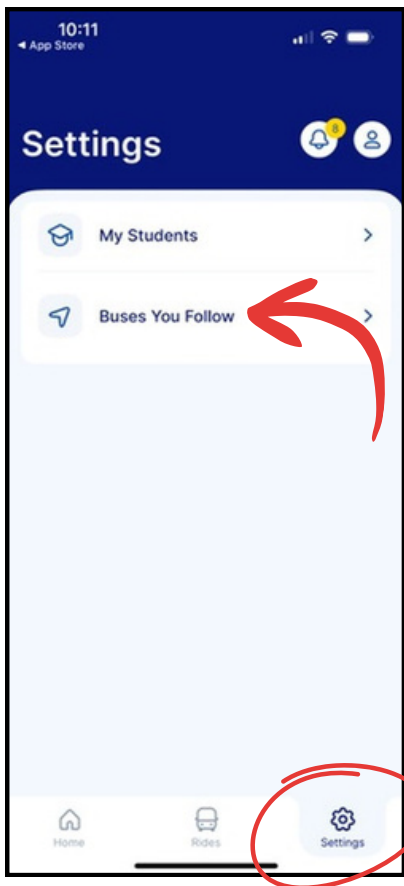 10:11
◀ App Store
Settings
8
My Students
Buses You Follow
Home
Rides
Settings